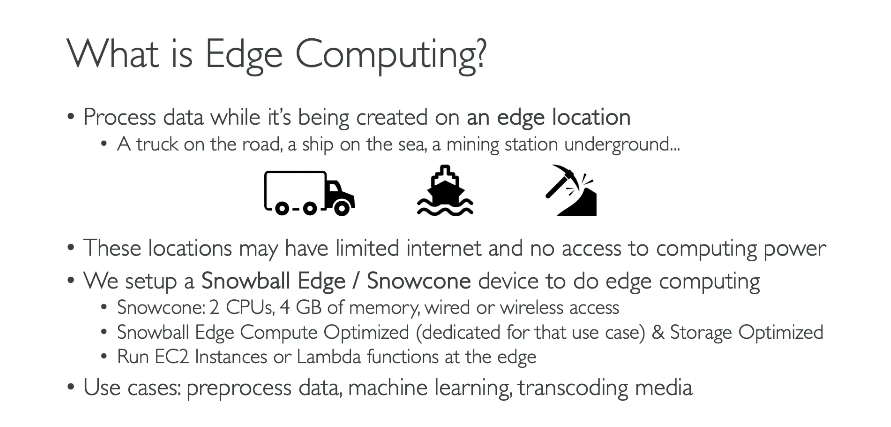 What is Edge Computing?
• Process data while it's being created on an edge location
• A truck on the road, a ship on the sea, a mining station underground...
• These locations may have limited internet and no access to computing power
• We setup a Snowball Edge / Snowcone device to do edge computing
• Snowcone: 2 CPUs, 4 GB of memory, wired or wireless access
• Snowball Edge Compute Optimized (dedicated for that use case) & Storage Optimized
• Run EC2 Instances or Lambda functions at the edge
• Use cases: preprocess data, machine learning, transcoding media